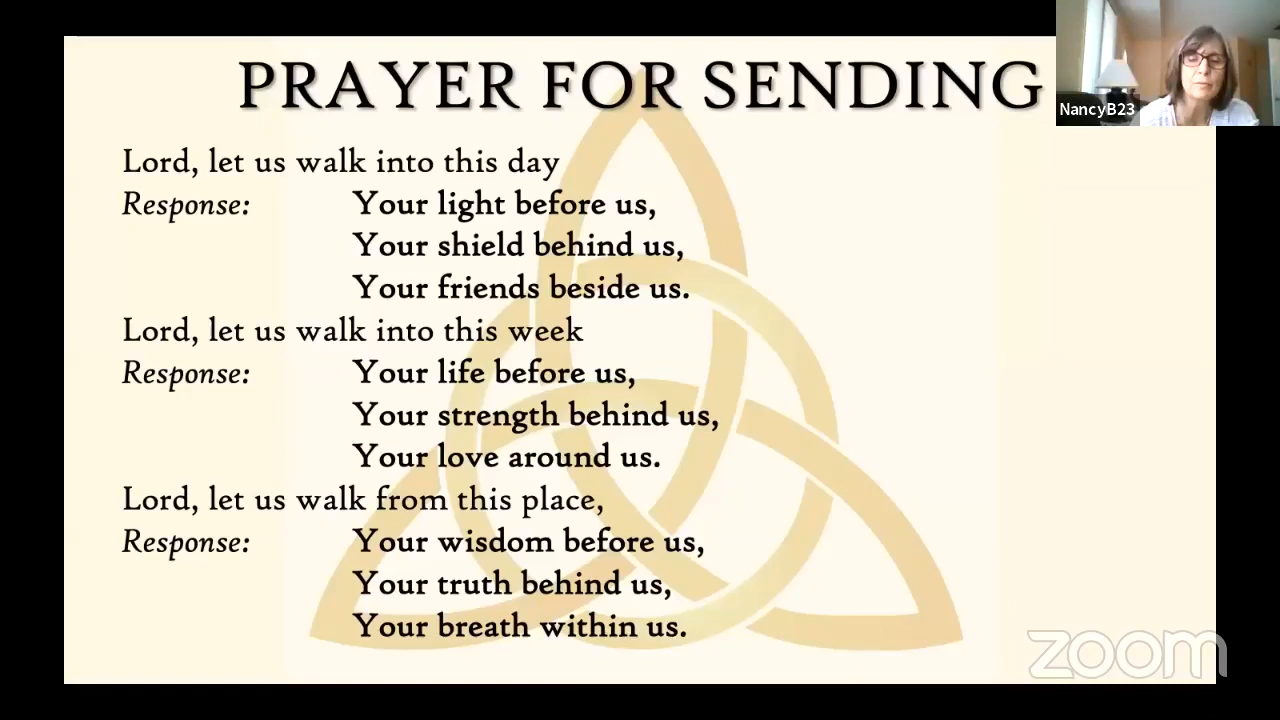 PRAYER FOR SENDING
NancyB23
Lord, let us walk into this day
Response: Your light before us,
Your shield behind us,
Your friends beside us.
Lord, let us walk into this week
Response: Your life before us,
Your strength behind us,
Your love around us.
Lord, let us walk from this place,
Response: Your wisdom before us,
Your truth behind us,
Your breath within us.
zoom